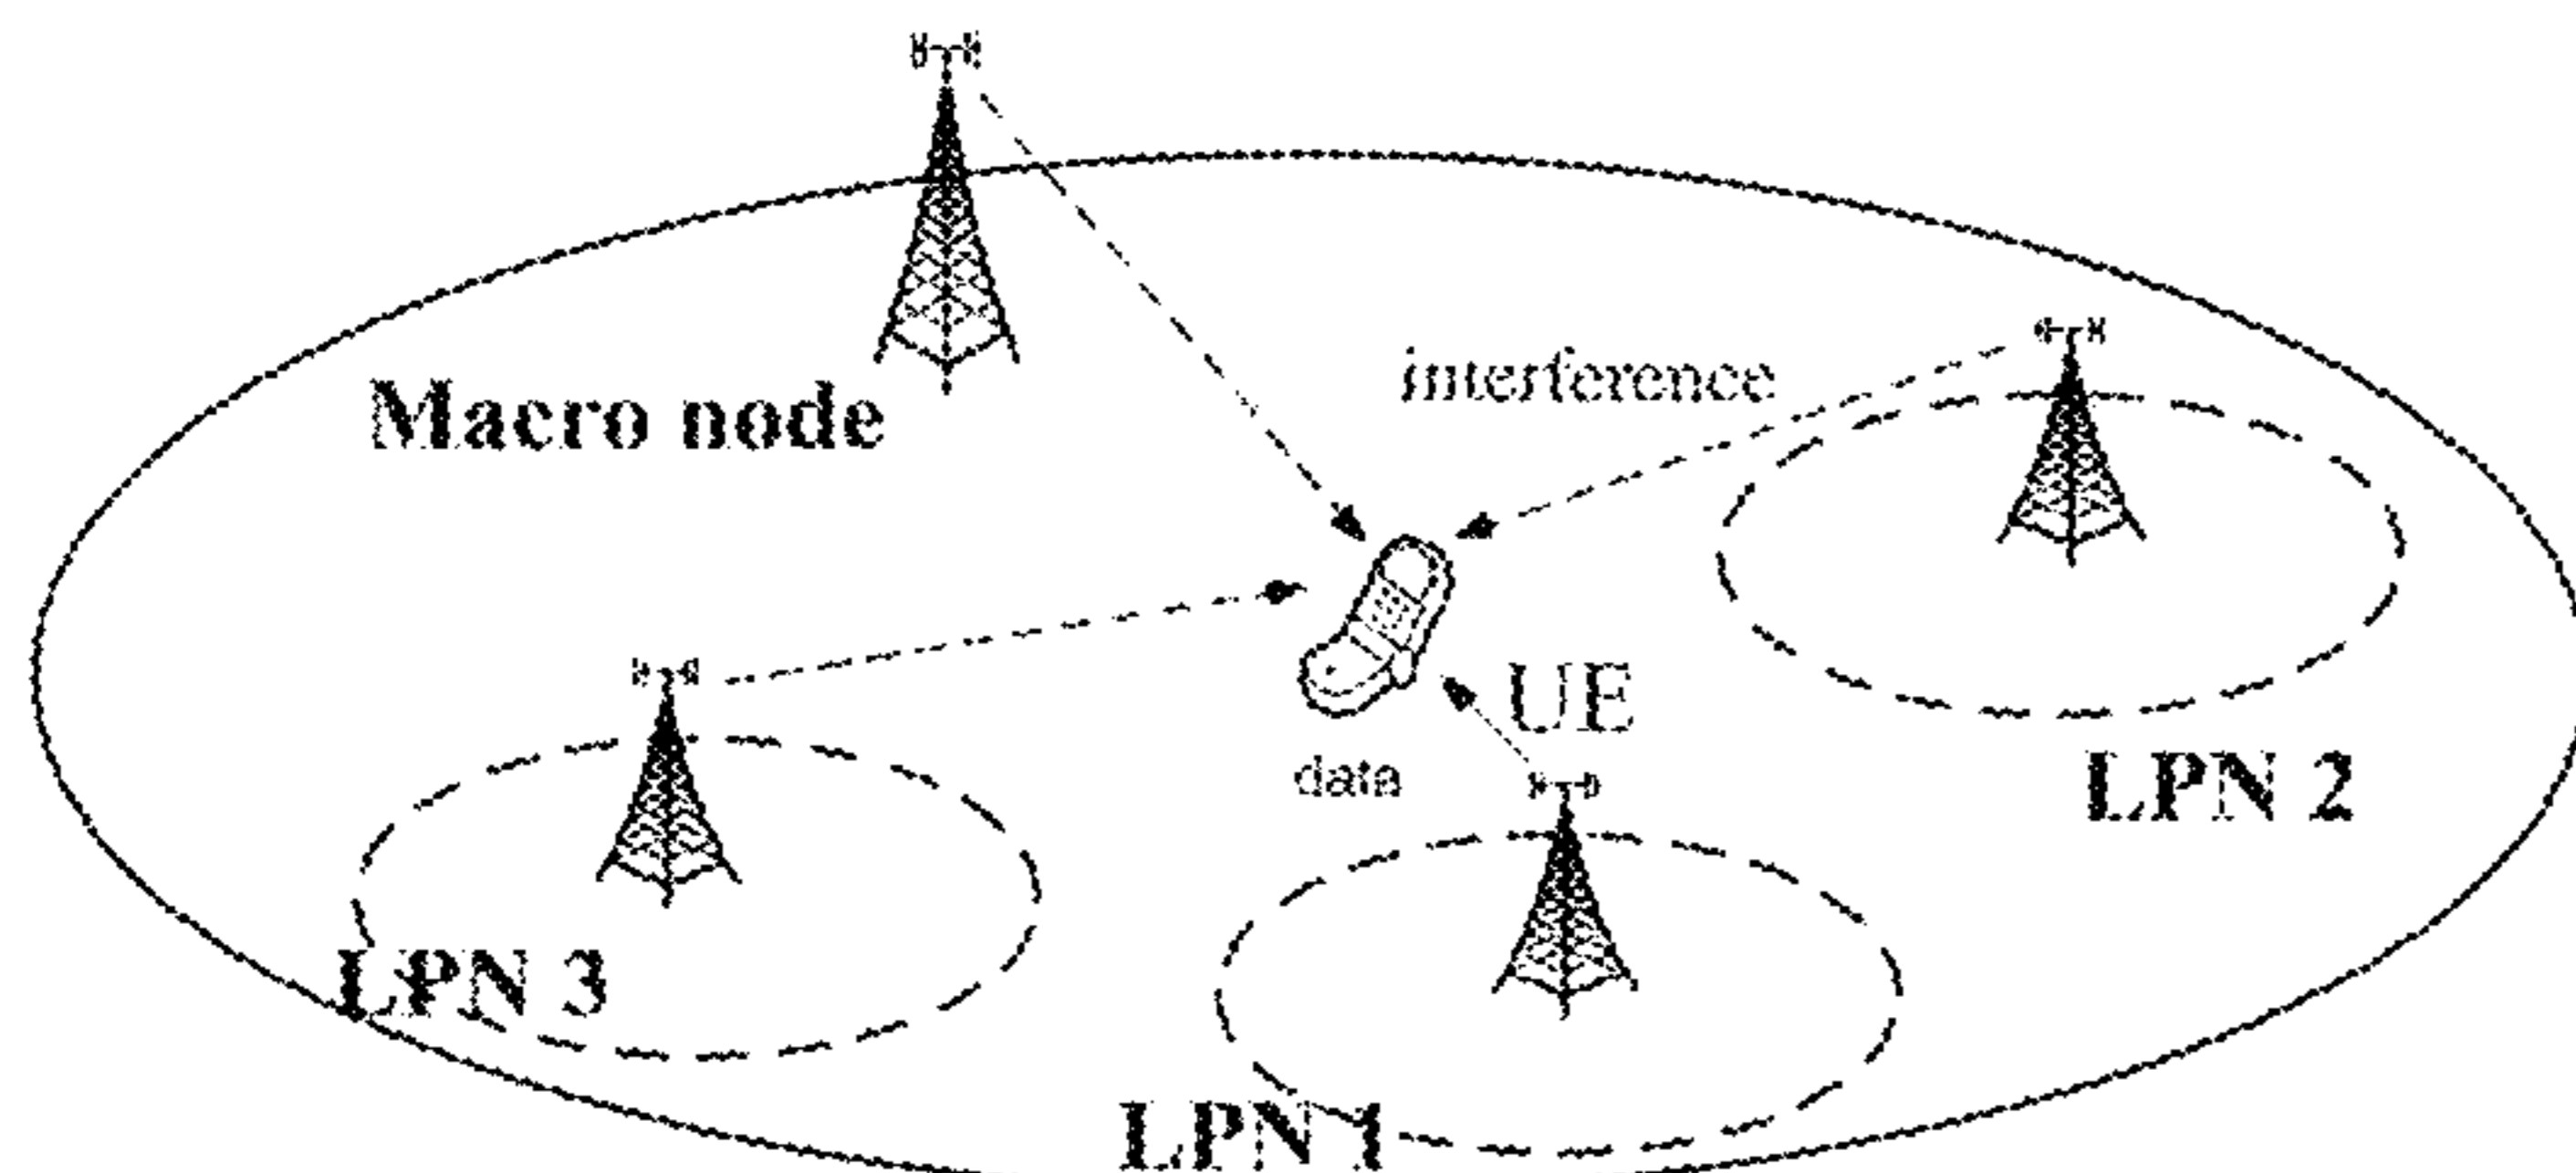 interference
Macro node
UE
data
LPN 2
LPN 3
LPN 1